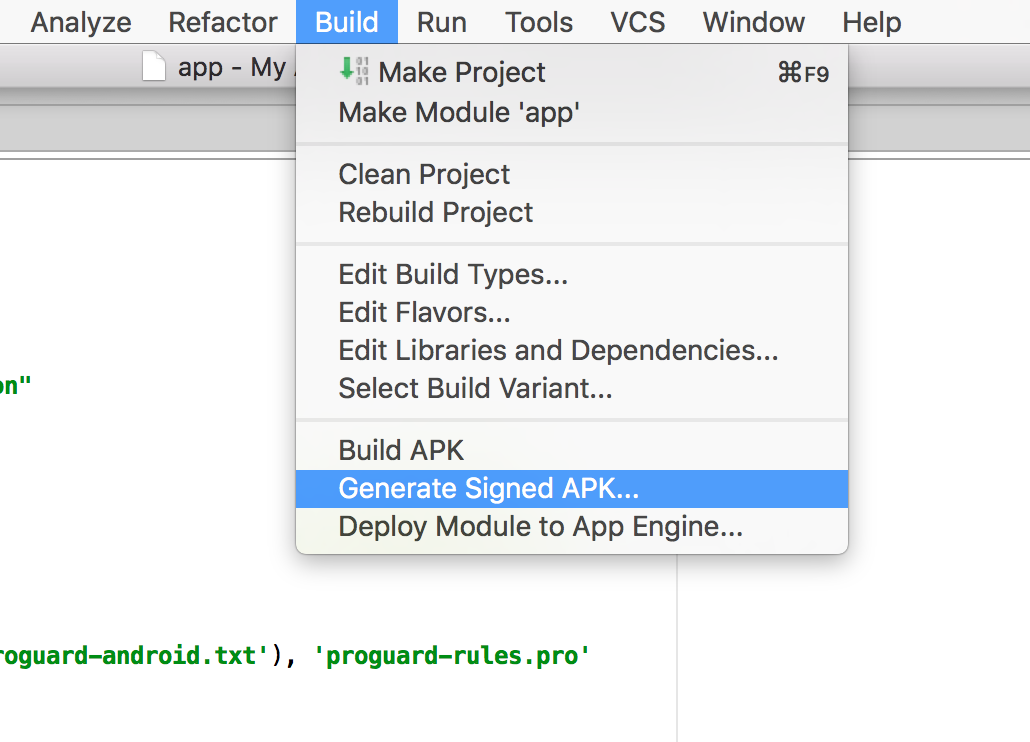 Analyze Refactor Build Run Tools VCS Window Help
app - My
Make Project ⌘F9
Make Module 'app'
Clean Project
Rebuild Project
Edit Build Types...
Edit Flavors...
Edit Libraries and Dependencies...
on"
Select Build Variant...
Build APK
Generate Signed APK...
Deploy Module to App Engine...
roguard-android.txt'), 'proguard-rules.pro'